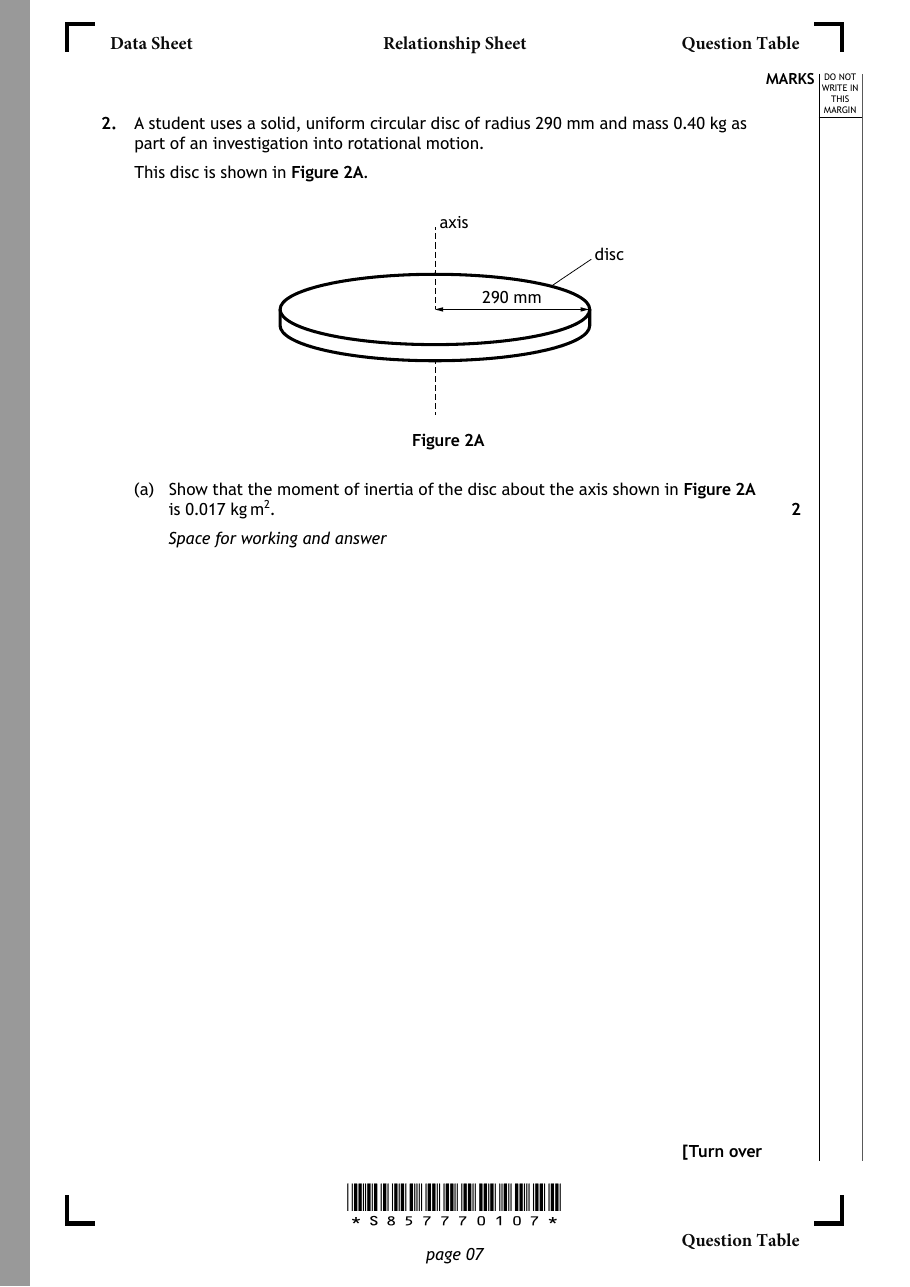 Data Sheet Relationship Sheet Question Table
MARKS
DO NOT
WRITE IN
THIS
MARGIN
2. A student uses a solid, uniform circular disc of radius 290 mm and mass 0.40 kg as
part of an investigation into rotational motion.
This disc is shown in Figure 2A.
axis
disc
290 mm
Figure 2A
(a) Show that the moment of inertia of the disc about the axis shown in Figure 2A
is 0.017 kg m². 2
Space for working and answer
[Turn over
* S 8 5 7 7 7 0 1 0 7 *
Question Table
page 07